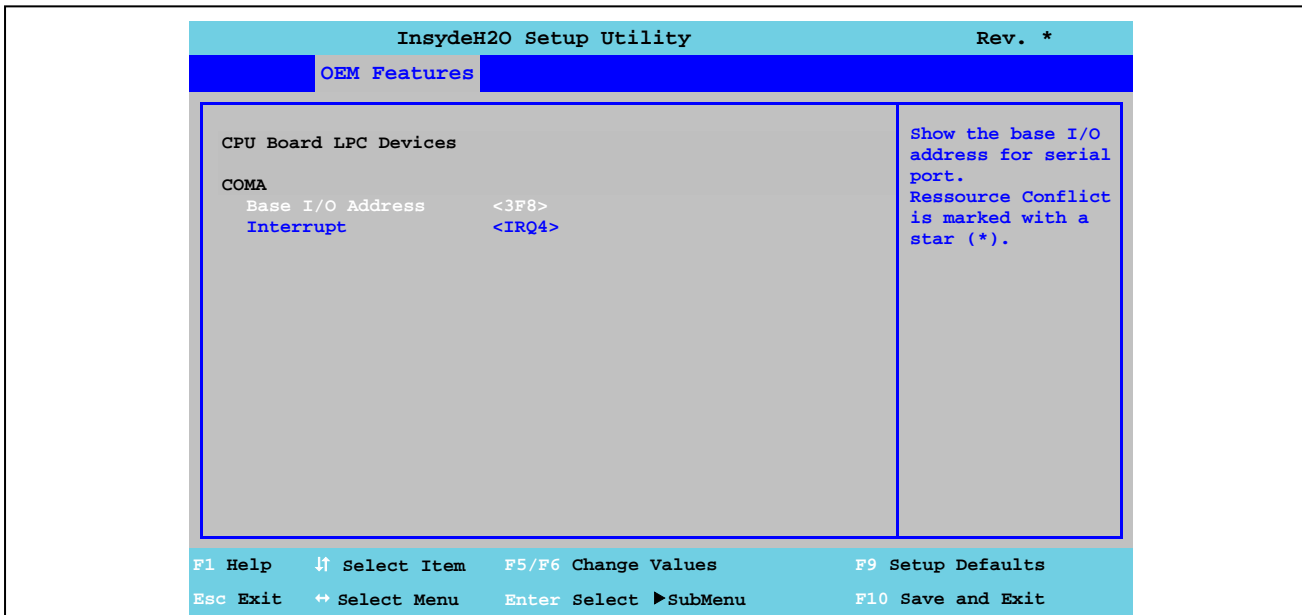 InsydeH2O Setup Utility Rev. *
OEM Features
CPU Board LPC Devices
COMA
Base I/O Address <3F8>
Interrupt <IRQ4>
Show the base I/O
address for serial
port.
Ressource Conflict
is marked with a
star (*).
F1 Help ↓↑ Select Item F5/F6 Change Values F9 Setup Defaults
Esc Exit ↔ Select Menu Enter Select ▶SubMenu F10 Save and Exit